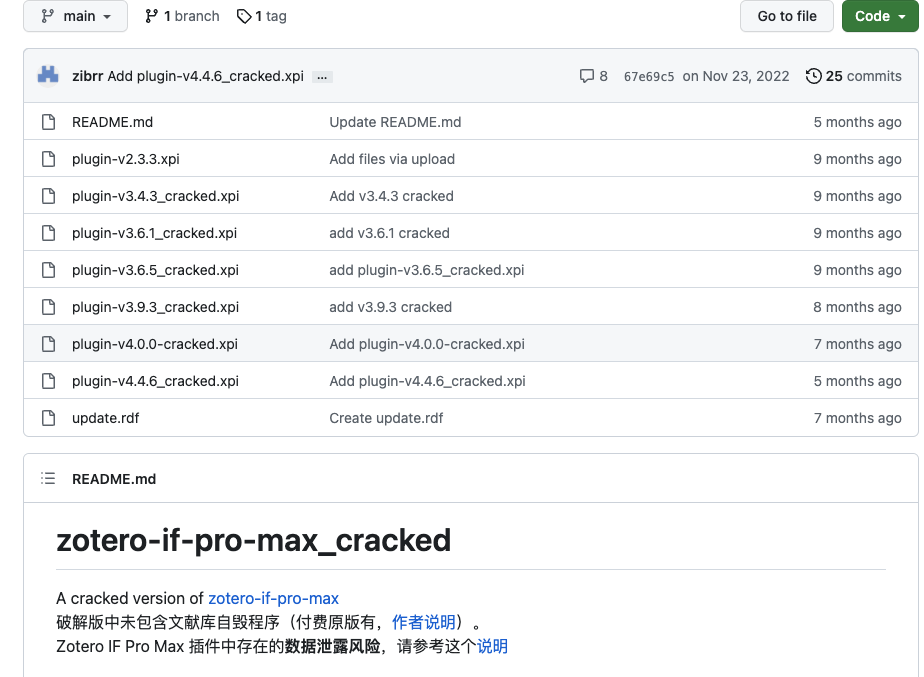 main
1 branch
1 tag
Go to file
Code
zibrr Add plugin-v4.4.6_cracked.xpi ... 8 67e69c5 on Nov 23, 2022 25 commits
README.md Update README.md 5 months ago
plugin-v2.3.3.xpi Add files via upload 9 months ago
plugin-v3.4.3_cracked.xpi Add v3.4.3 cracked 9 months ago
plugin-v3.6.1_cracked.xpi add v3.6.1 cracked 9 months ago
plugin-v3.6.5_cracked.xpi add plugin-v3.6.5_cracked.xpi 9 months ago
plugin-v3.9.3_cracked.xpi add v3.9.3 cracked 8 months ago
plugin-v4.0.0-cracked.xpi Add plugin-v4.0.0-cracked.xpi 7 months ago
plugin-v4.4.6_cracked.xpi Add plugin-v4.4.6_cracked.xpi 5 months ago
update.rdf Create update.rdf 7 months ago
README.md
zotero-if-pro-max_cracked
A cracked version of zotero-if-pro-max
破解版中未包含文献库自毁程序（付费原版有，作者说明）。
Zotero IF Pro Max 插件中存在的数据泄露风险，请参考这个说明